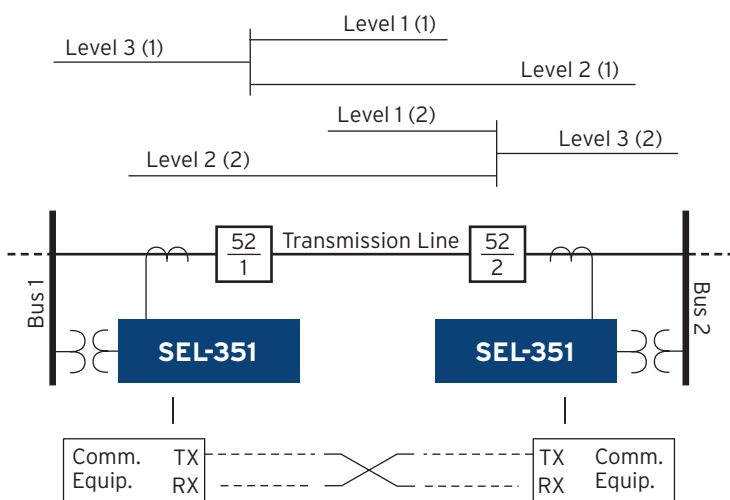 Level 1 (1)
Level 3 (1)
Level 2 (1)
Level 1 (2)
Level 3 (2)
Level 2 (2)
52
1
Transmission Line
52
2
Bus 1
Bus 2
SEL-351
SEL-351
Comm. TX
Equip. RX
TX Comm.
RX Equip.